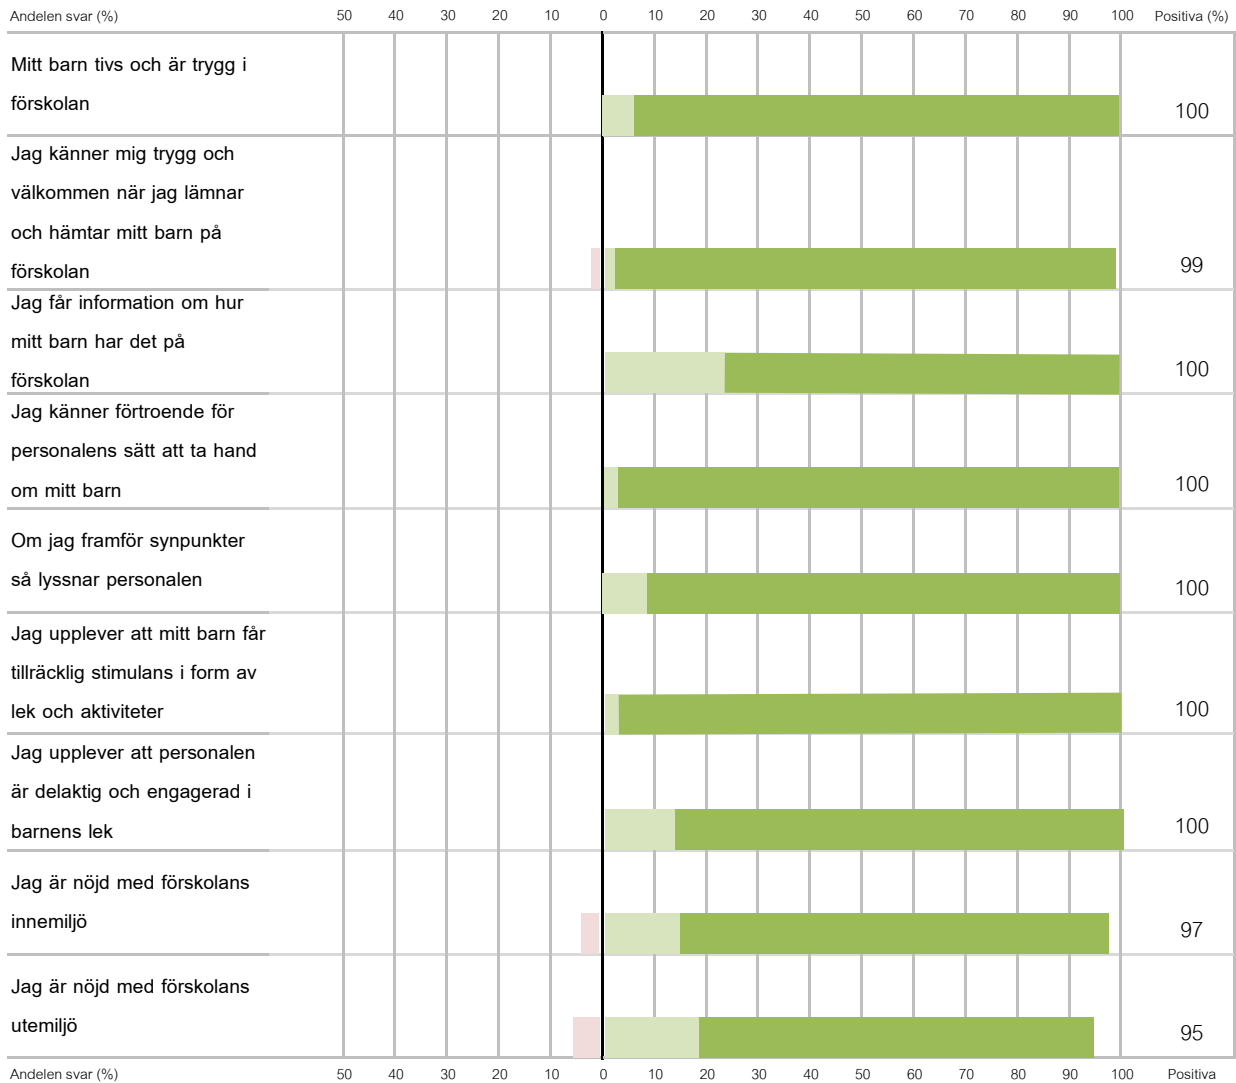 Andelen svar (%) 50 40 30 20 10 0 10 20 30 40 50 60 70 80 90 100 Positiva (%)
Mitt barn tivs och är trygg i
förskolan
100
Jag känner mig trygg och
välkommen när jag lämnar
och hämtar mitt barn på
förskolan
99
Jag får information om hur
mitt barn har det på
förskolan
100
Jag känner förtroende för
personalens sätt att ta hand
om mitt barn
100
Om jag framför synpunkter
så lyssnar personalen
100
Jag upplever att mitt barn får
tillräcklig stimulans i form av
lek och aktiviteter
100
Jag upplever att personalen
är delaktig och engagerad i
barnens lek
100
Jag är nöjd med förskolans
innemiljö
97
Jag är nöjd med förskolans
utemiljö
95
Andelen svar (%) 50 40 30 20 10 0 10 20 30 40 50 60 70 80 90 100 Positiva